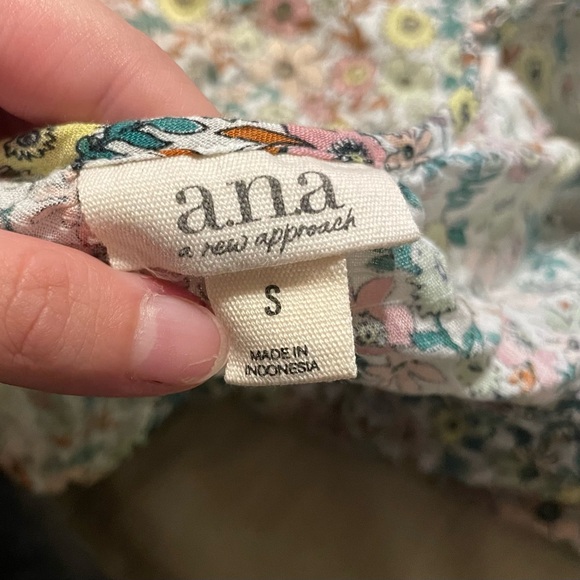 a.n.a
a new approach
S
MADE IN
INDONESIA